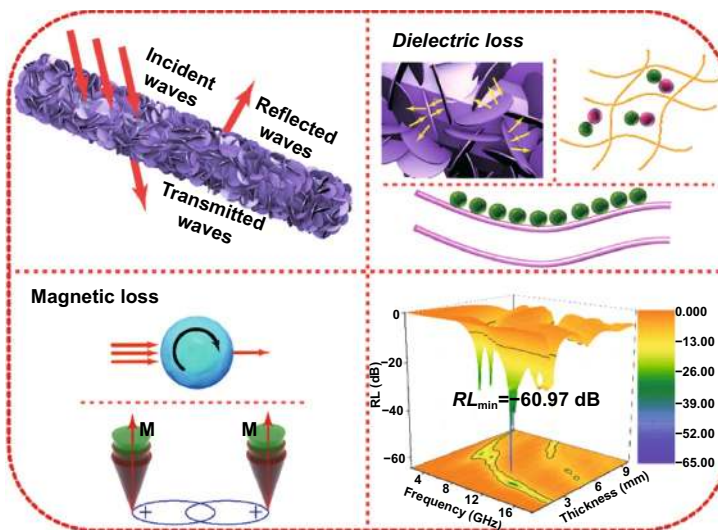 Incident
waves
Reflected
waves
Transmitted
waves
Dielectric loss
Magnetic loss
M
M
+
+
0
−20
−40
−60
RL (dB)
RLmin=−60.97 dB
4
8
12
16
Frequency (GHz)
3
6
9
Thickness (mm)
0.000
−13.00
−26.00
−39.00
−52.00
−65.00